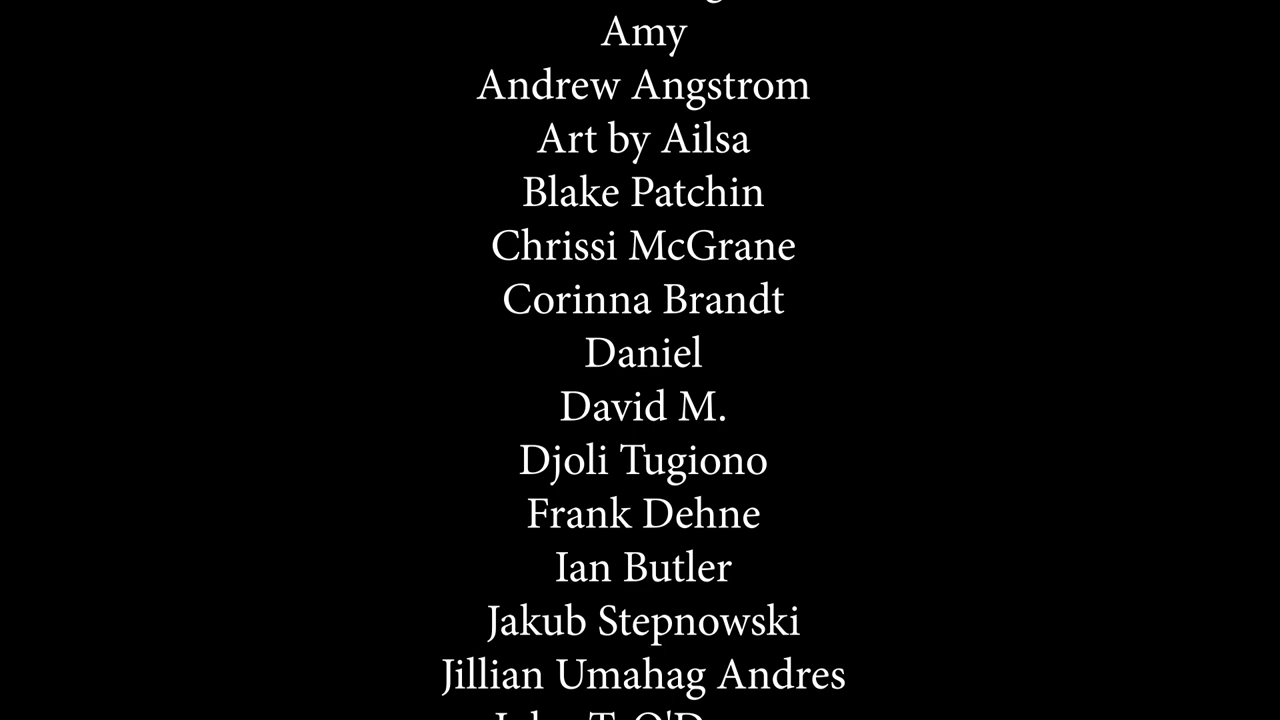 Amy
Andrew Angstrom
Art by Ailsa
Blake Patchin
Chrissi McGrane
Corinna Brandt
Daniel
David M.
Djoli Tugiono
Frank Dehne
Ian Butler
Jakub Stepnowski
Jillian Umahag Andres